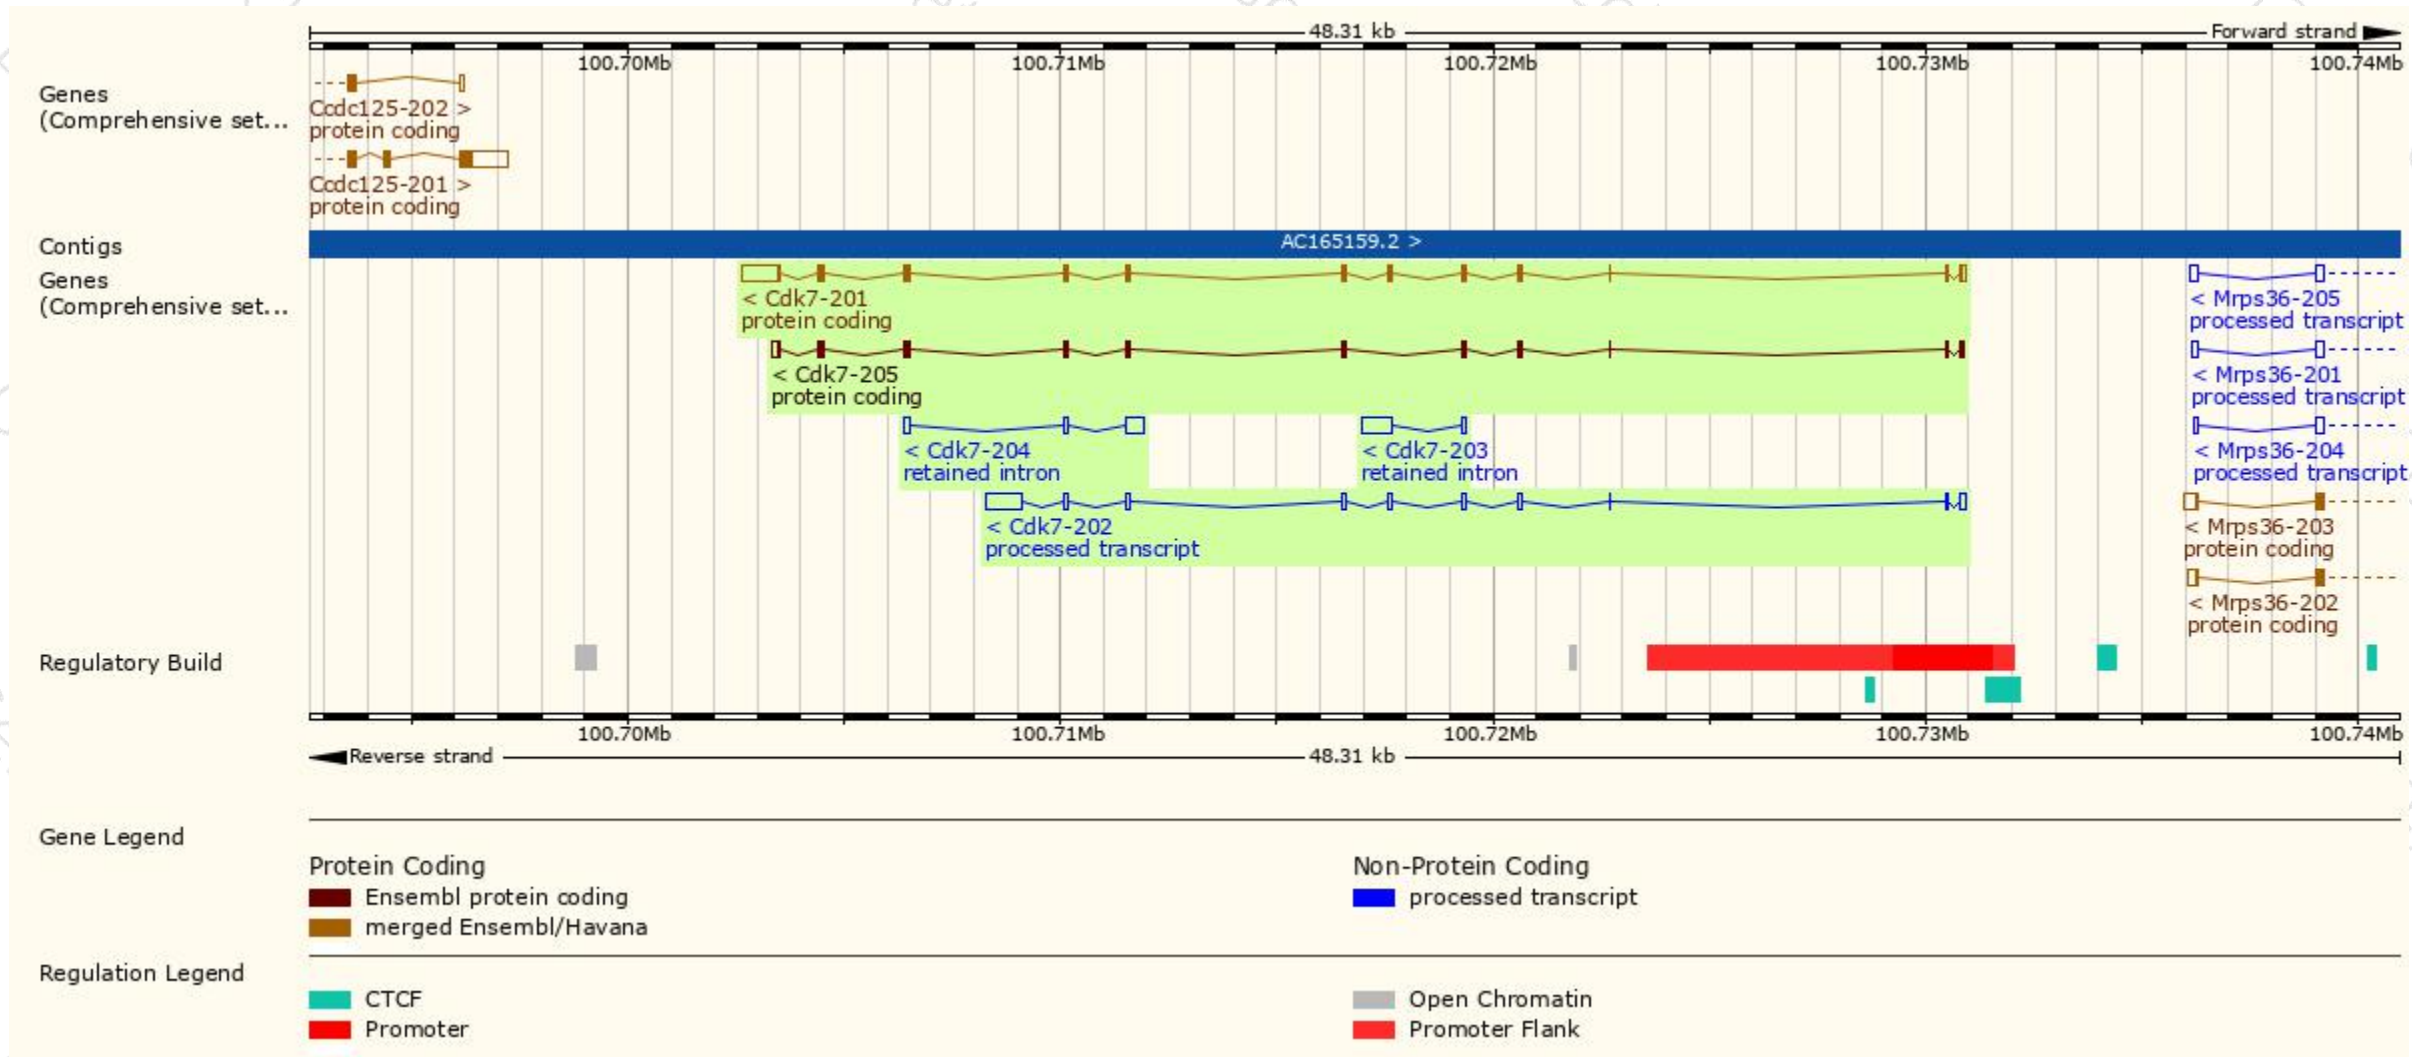 48.31 kb
Forward strand
100.70Mb 100.71Mb 100.72Mb 100.73Mb 100.74Mb
Genes
(Comprehensive set...
Ccdc125-202 >
protein coding
Ccdc125-201 >
protein coding
Contigs
AC165159.2 >
Genes
(Comprehensive set...
< Cdk7-201
protein coding
< Mrps36-205
processed transcript
< Cdk7-205
protein coding
< Mrps36-201
processed transcript
< Cdk7-204
retained intron
< Cdk7-203
retained intron
< Mrps36-204
processed transcript
< Cdk7-202
processed transcript
< Mrps36-203
protein coding
< Mrps36-202
protein coding
Regulatory Build
100.70Mb 100.71Mb 100.72Mb 100.73Mb 100.74Mb
Reverse strand
48.31 kb
Gene Legend
Protein Coding
Ensembl protein coding
merged Ensembl/Havana
Non-Protein Coding
processed transcript
Regulation Legend
CTCF
Promoter
Open Chromatin
Promoter Flank